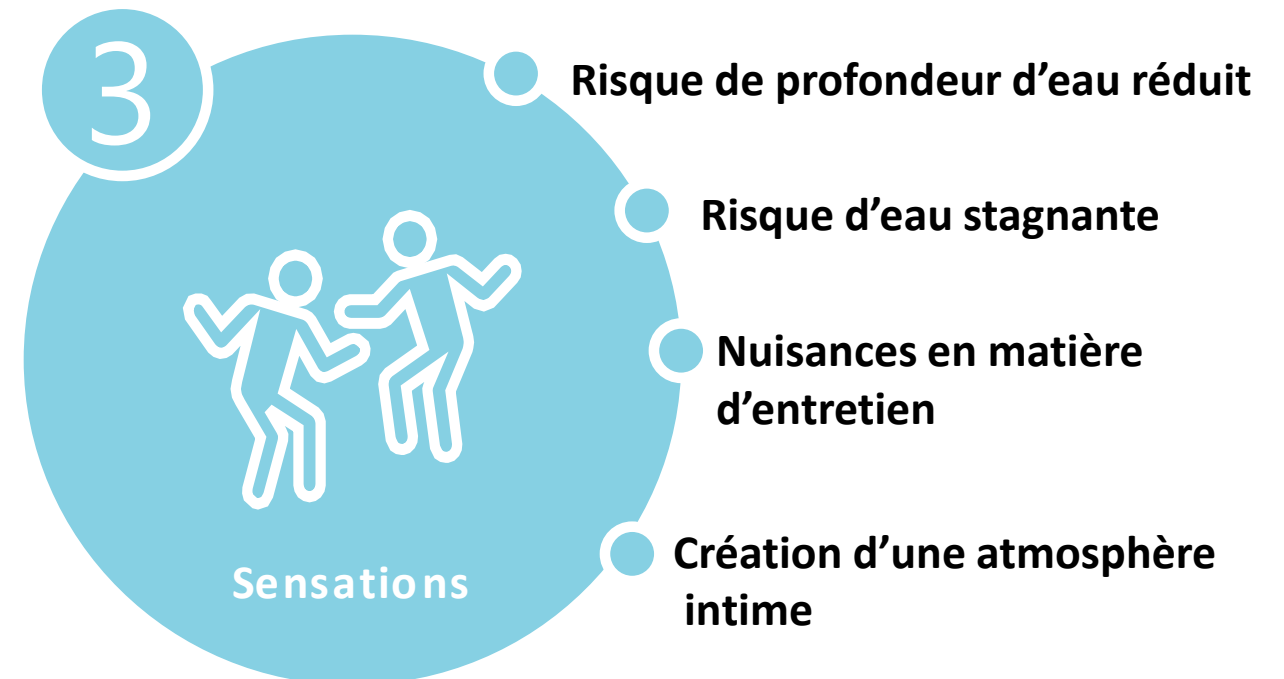 3
Risque de profondeur d’eau réduit
Risque d’eau stagnante
Nuisances en matière
d’entretien
Création d’une atmosphère
intime
Sensations